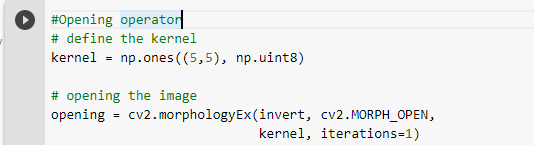 #Opening operator
# define the kernel
kernel = np.ones((5,5), np.uint8)
# opening the image
opening = cv2.morphologyEx(invert, cv2.MORPH_OPEN,
kernel, iterations=1)